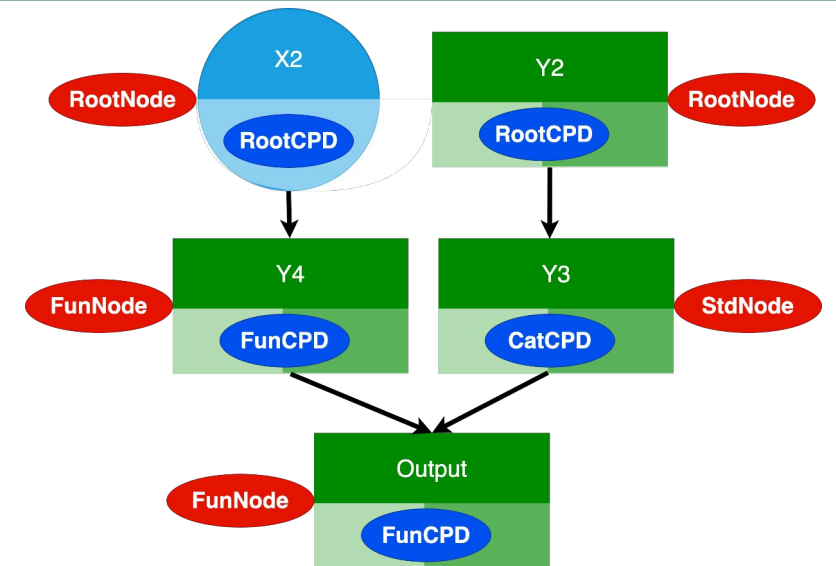 X2
Y2
RootNode
RootNode
RootCPD
RootCPD
Y4
Y3
FunNode
StdNode
FunCPD
CatCPD
Output
FunNode
FunCPD